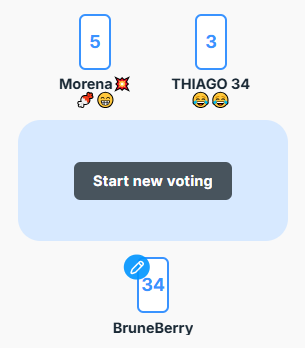 5
3
Morena💥
🏓😁
THIAGO 34
😂😂
Start new voting
34
BruneBerry